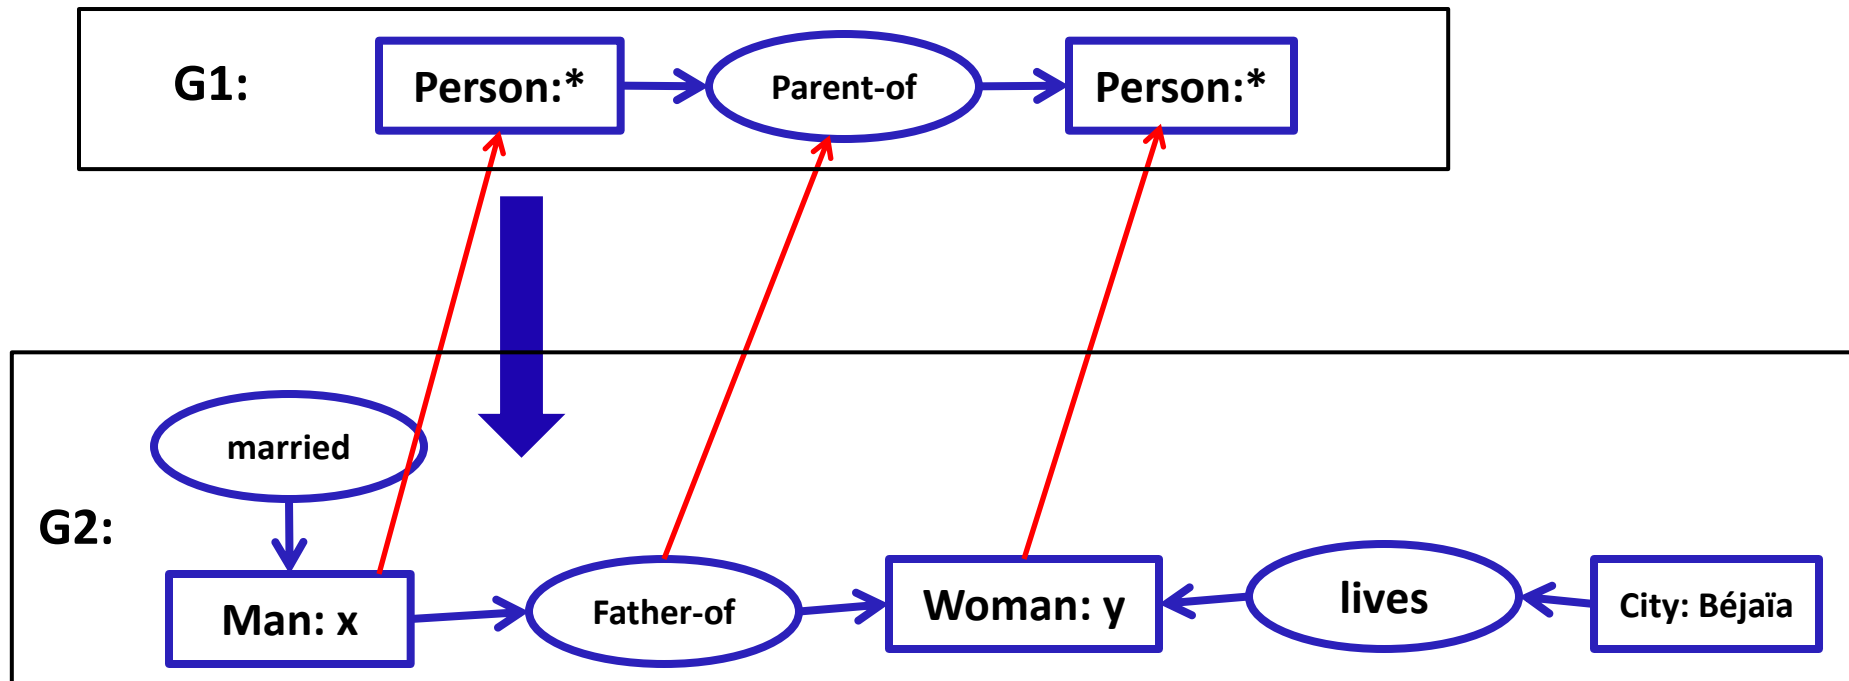 G1:
Person:*
Parent-of
Person:*
married
G2:
Man: x
Father-of
Woman: y
lives
City: Béjaïa